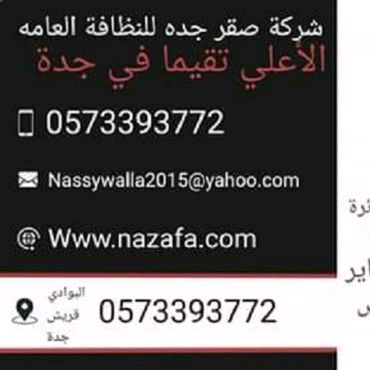 شركة صقر جده للنظافة العامه
الأعلي تقيما في جدة
0573393772
Nassywalla2015@yahoo.com
Www.nazafa.com
البوادي
قريش
جدة
0573393772